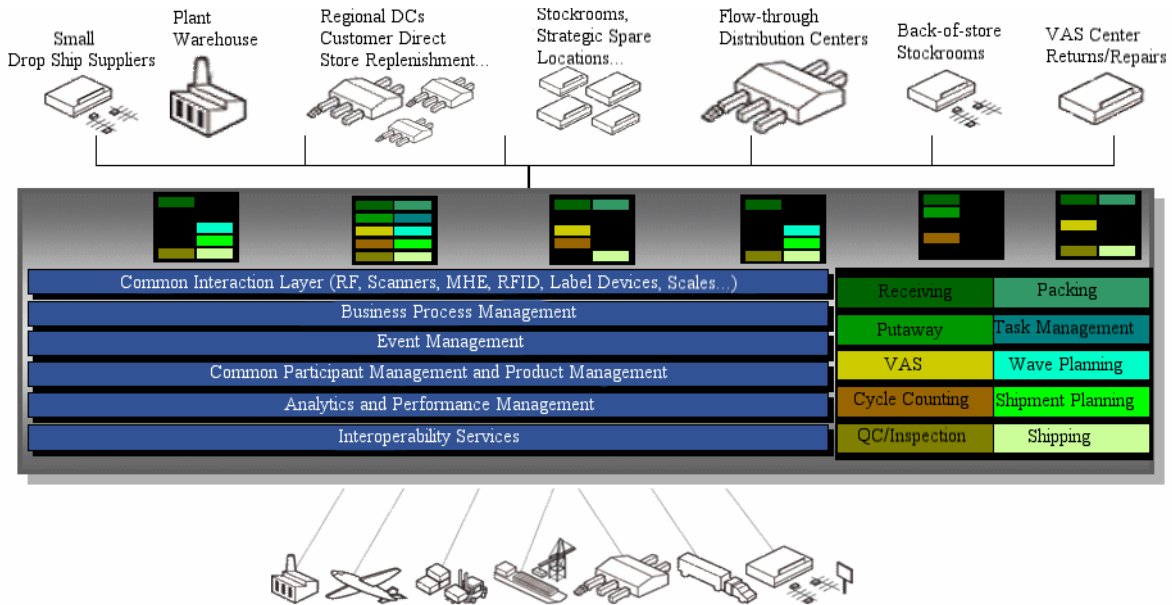 Small
Drop Ship Suppliers
Plant
Warehouse
Regional DCs
Customer Direct
Store Replenishment...
Stockrooms,
Strategic Spare
Locations...
Flow-through
Distribution Centers
Back-of-store
Stockrooms
VAS Center
Returns/Repairs
Common Interaction Layer (RF, Scanners, MHE, RFID, Label Devices, Scales...)
Business Process Management
Event Management
Common Participant Management and Product Management
Analytics and Performance Management
Interoperability Services
Receiving
Packing
Putaway
Task Management
VAS
Wave Planning
Cycle Counting
Shipment Planning
QC/Inspection
Shipping